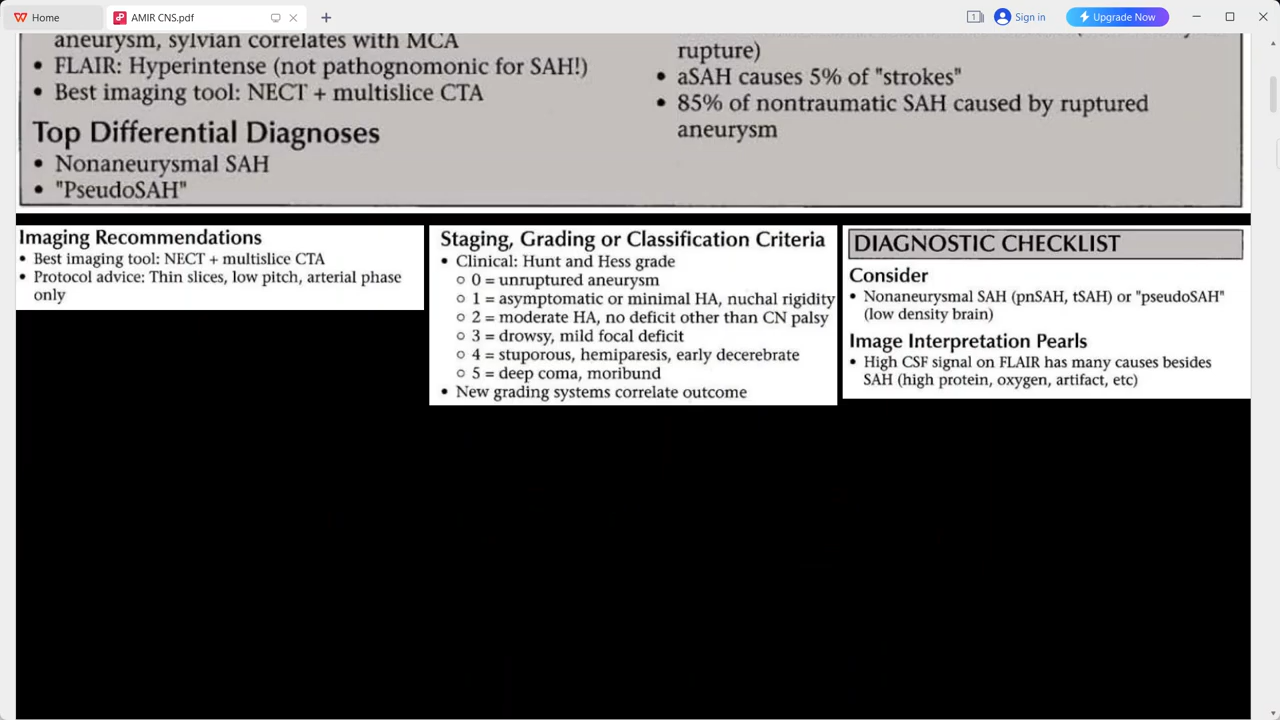 Home
AMIR CNS.pdf
1
Sign in
Upgrade Now
aneurysm, sylvian correlates with MCA
• FLAIR: Hyperintense (not pathognomonic for SAH!)
• Best imaging tool: NECT + multislice CTA
Top Differential Diagnoses
• Nonaneurysmal SAH
• "PseudoSAH"
rupture)
• aSAH causes 5% of "strokes"
• 85% of nontraumatic SAH caused by ruptured
aneurysm
Imaging Recommendations
• Best imaging tool: NECT + multislice CTA
• Protocol advice: Thin slices, low pitch, arterial phase
only
Staging, Grading or Classification Criteria
• Clinical: Hunt and Hess grade
○ 0 = unruptured aneurysm
○ 1 = asymptomatic or minimal HA, nuchal rigidity
○ 2 = moderate HA, no deficit other than CN palsy
○ 3 = drowsy, mild focal deficit
○ 4 = stuporous, hemiparesis, early decerebrate
○ 5 = deep coma, moribund
• New grading systems correlate outcome
DIAGNOSTIC CHECKLIST
Consider
• Nonaneurysmal SAH (pnSAH, tSAH) or "pseudoSAH"
(low density brain)
Image Interpretation Pearls
• High CSF signal on FLAIR has many causes besides
SAH (high protein, oxygen, artifact, etc)